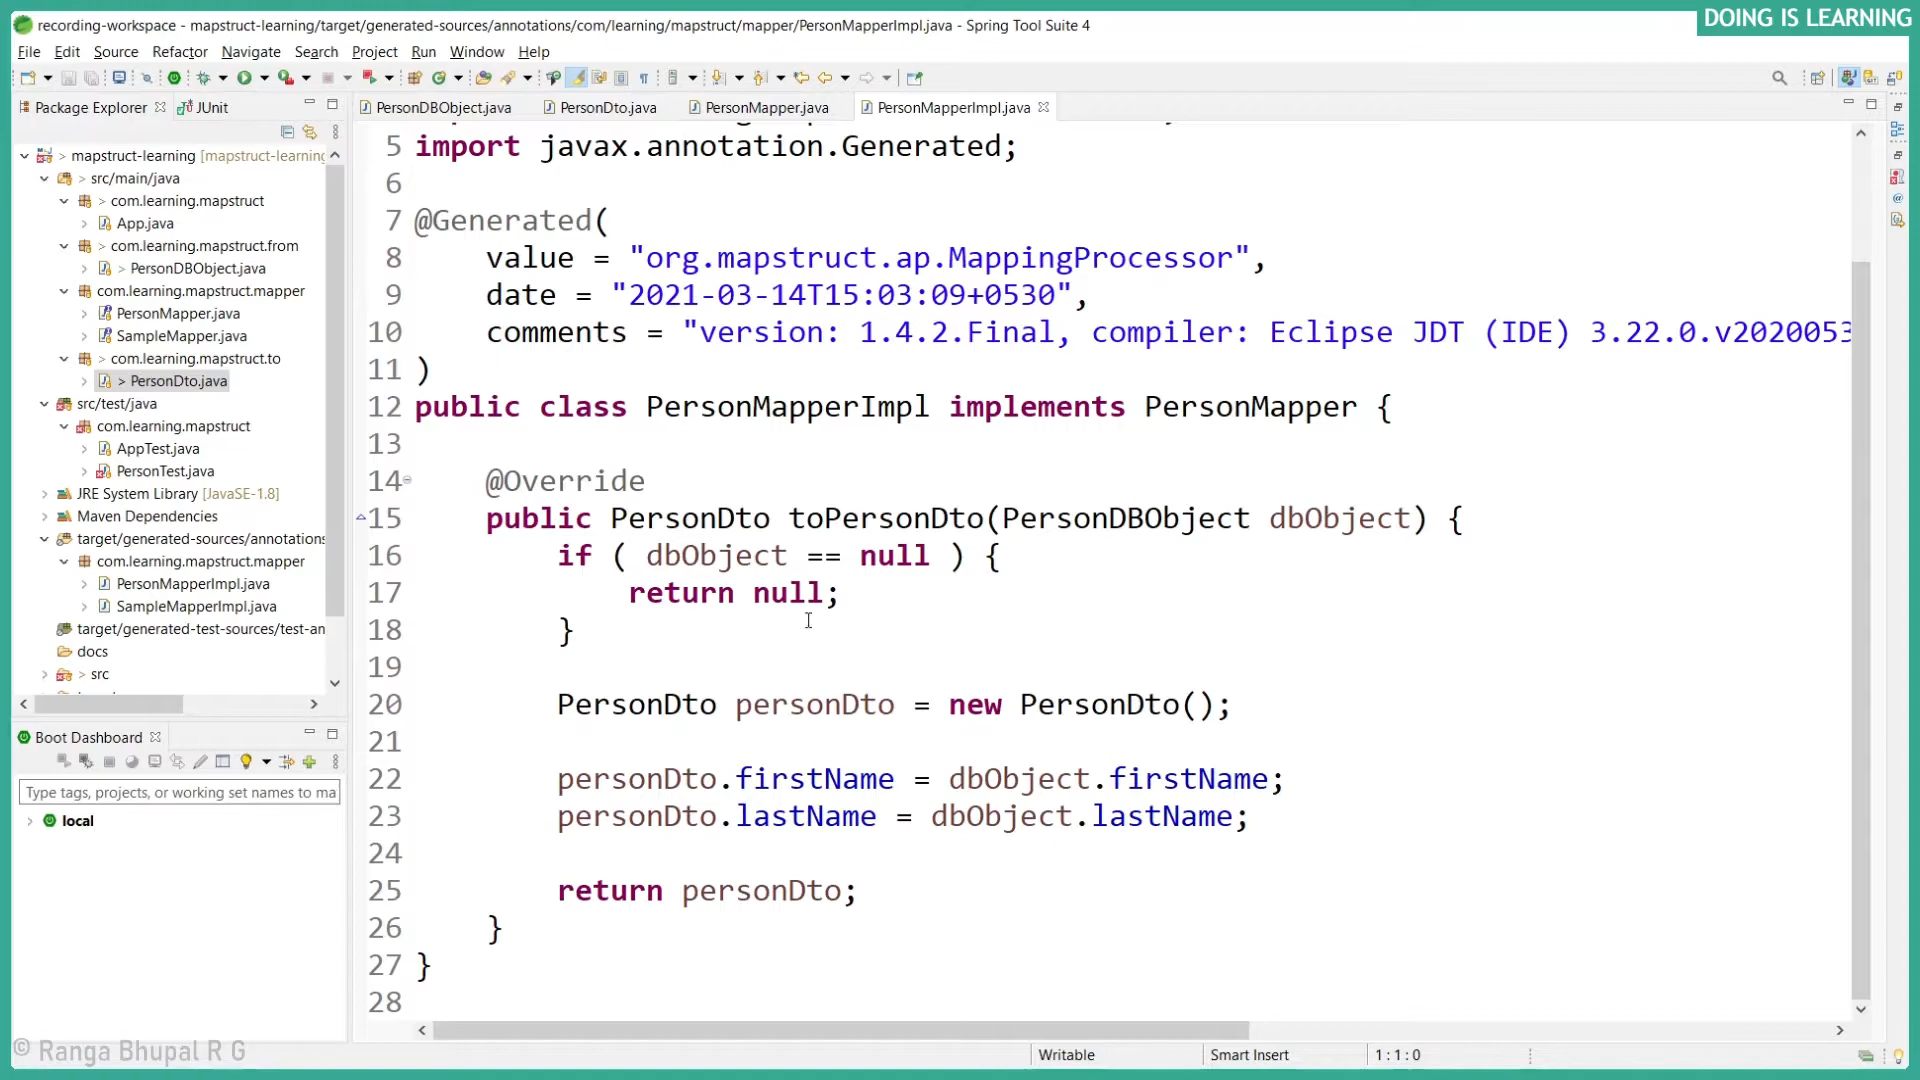 recording-workspace - mapstruct-learning/target/generated-sources/annotations/com/learning/mapstruct/mapper/PersonMapperImpl.java - Spring Tool Suite 4
DOING IS LEARNING
File Edit Source Refactor Navigate Search Project Run Window Help
Package Explorer JUnit
PersonDBObject.java PersonDto.java PersonMapper.java PersonMapperImpl.java
> mapstruct-learning [mapstruct-learning
> src/main/java
> com.learning.mapstruct
App.java
> com.learning.mapstruct.from
> PersonDBObject.java
com.learning.mapstruct.mapper
PersonMapper.java
SampleMapper.java
> com.learning.mapstruct.to
> PersonDto.java
src/test/java
com.learning.mapstruct
AppTest.java
PersonTest.java
JRE System Library [JavaSE-1.8]
Maven Dependencies
target/generated-sources/annotations
com.learning.mapstruct.mapper
PersonMapperImpl.java
SampleMapperImpl.java
target/generated-test-sources/test-an
docs
> src
Boot Dashboard
Type tags, projects, or working set names to ma
local
5 import javax.annotation.Generated;
6
7 @Generated(
8 value = "org.mapstruct.ap.MappingProcessor",
9 date = "2021-03-14T15:03:09+0530",
10 comments = "version: 1.4.2.Final, compiler: Eclipse JDT (IDE) 3.22.0.v2020053
11 )
12 public class PersonMapperImpl implements PersonMapper {
13
14 @Override
15 public PersonDto toPersonDto(PersonDBObject dbObject) {
16 if ( dbObject == null ) {
17 return null;
18 }
19
20 PersonDto personDto = new PersonDto();
21
22 personDto.firstName = dbObject.firstName;
23 personDto.lastName = dbObject.lastName;
24
25 return personDto;
26 }
27 }
28
© Ranga Bhupal R G
Writable Smart Insert 1 : 1 : 0